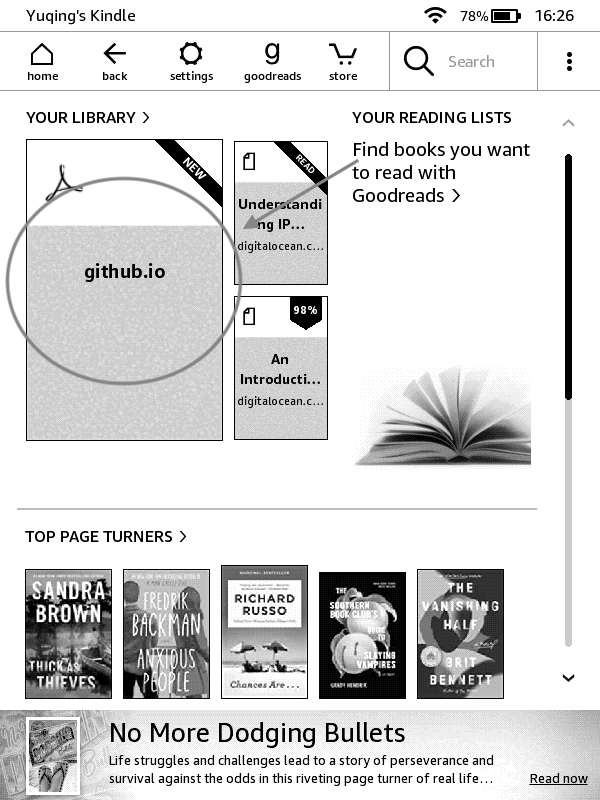 Yuqing's Kindle
78%
16:26
home
back
settings
goodreads
store
Search
YOUR LIBRARY
NEW
github.io
READ
Understandi
ng IP...
digitalocean.c...
98%
An
Introducti...
digitalocean.c...
YOUR READING LISTS
Find books you want
to read with
Goodreads
TOP PAGE TURNERS
SANDRA
BROWN
THICK AS
THIEVES
FREDRIK
BACKMAN
ANXIOUS
PEOPLE
RICHARD
RUSSO
Chances Are...
THE
SOUTHERN
BOOK CLUB'S
GUIDE TO
SLAYING
VAMPIRES
GRADY HENDRIX
THE
VANISHING
HALF
BRIT
BENNETT
No More Dodging Bullets
Life struggles and challenges lead to a story of perseverance and
survival against the odds in this riveting page turner of real life...
Read now